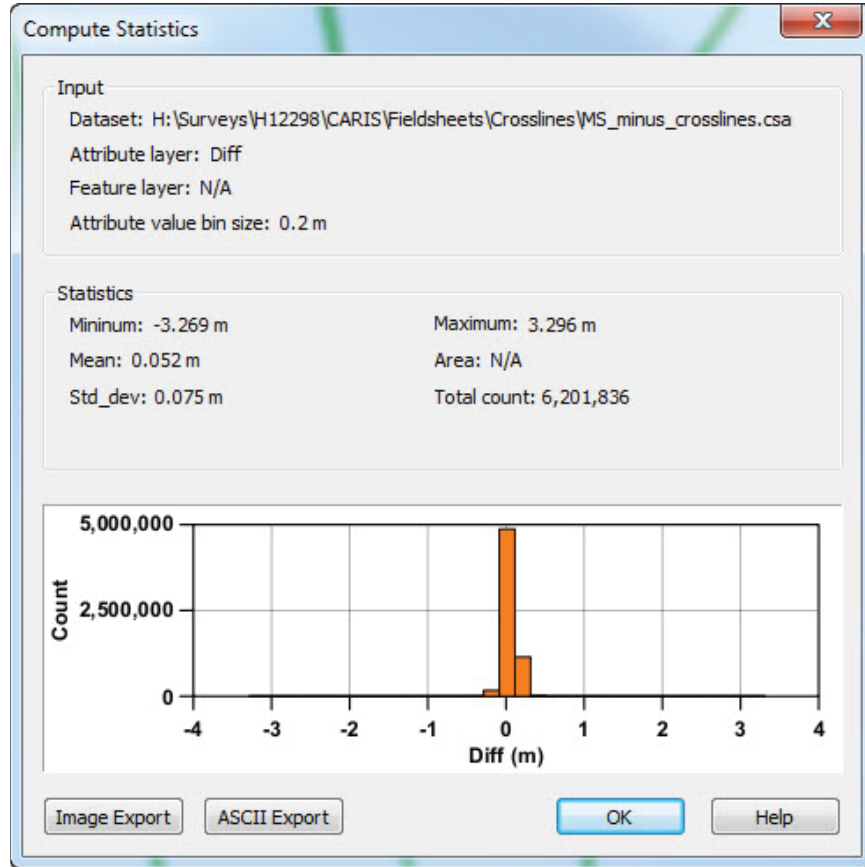 Compute Statistics
Input
Dataset: H:\Surveys\H12298\CARIS\Fieldsheets\Crosslines\MS_minus_crosslines.csa
Attribute layer: Diff
Feature layer: N/A
Attribute value bin size: 0.2 m
Statistics
Mininum: -3.269 m Maximum: 3.296 m
Mean: 0.052 m Area: N/A
Std_dev: 0.075 m Total count: 6,201,836
5,000,000
2,500,000
0
Count
-4 -3 -2 -1 0 1 2 3 4
Diff (m)
Image Export ASCII Export OK Help